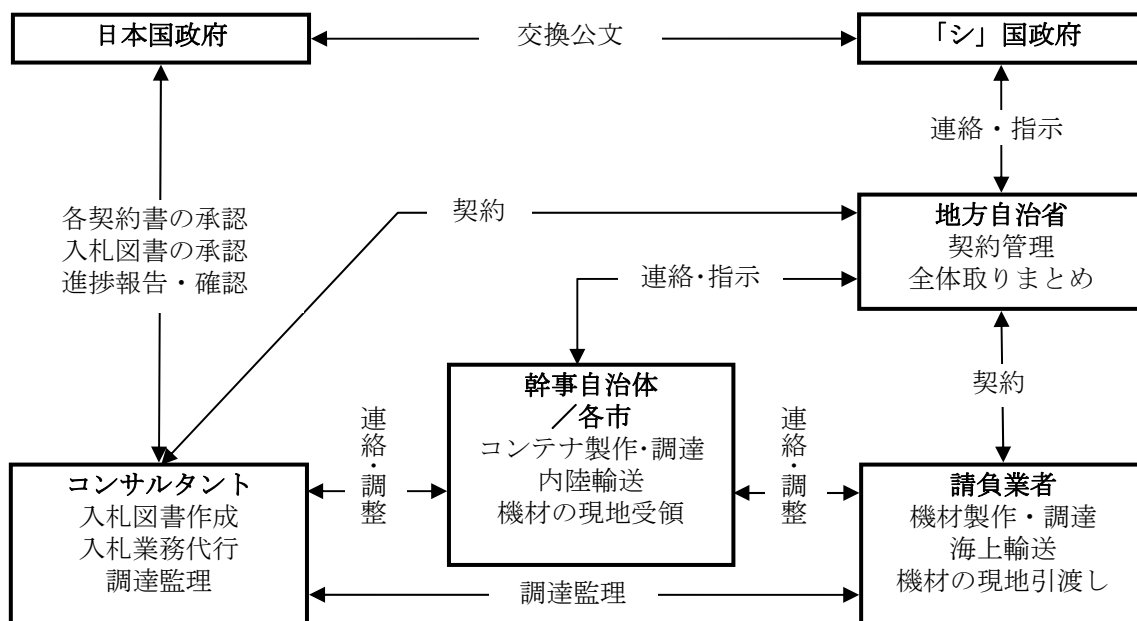 日本国政府
交換公文
「シ」国政府
連絡・指示
各契約書の承認
入札図書の承認
進捗報告・確認
契約
地方自治省
契約管理
全体取りまとめ
連絡･指示
幹事自治体
／各市
コンテナ製作･調達
内陸輸送
機材の現地受領
契約
連絡･調整
連絡･調整
コンサルタント
入札図書作成
入札業務代行
調達監理
請負業者
機材製作・調達
海上輸送
機材の現地引渡し
調達監理